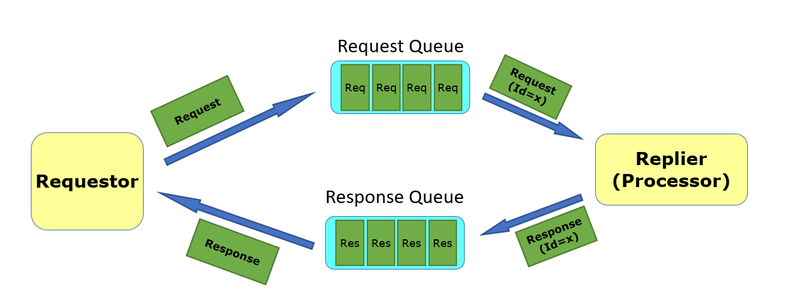 Request Queue
Request
Req Req Req Req
Request
(Id=x)
Requestor
Replier
(Processor)
Response Queue
Response
Res Res Res Res
Response
(Id=x)